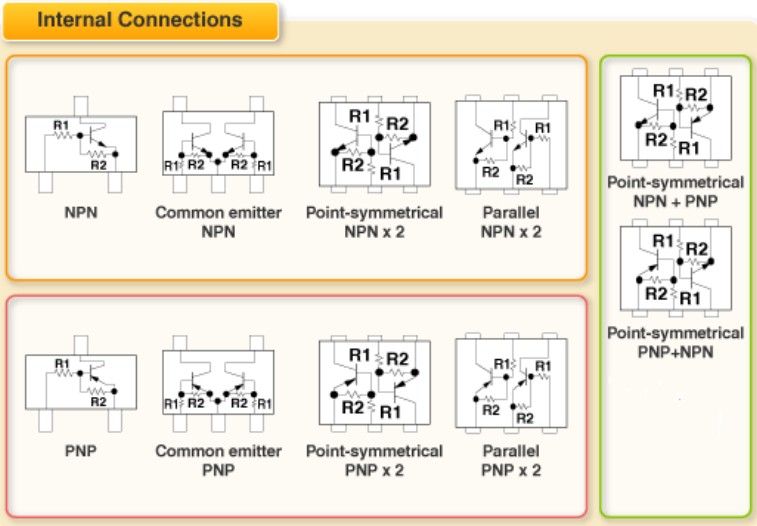 Internal Connections
R1
R2
NPN
R1 R2 R2 R1
Common emitter
NPN
R1 R2
R2 R1
Point-symmetrical
NPN x 2
R1 R1
R2
R2
Parallel
NPN x 2
R1 R2
R2 R1
Point-symmetrical
NPN + PNP
R1 R2
R2 R1
Point-symmetrical
PNP+NPN
R1
R2
PNP
R1 R2 R2 R1
Common emitter
PNP
R1 R2
R2 R1
Point-symmetrical
PNP x 2
R1 R1
R2
R2
Parallel
PNP x 2